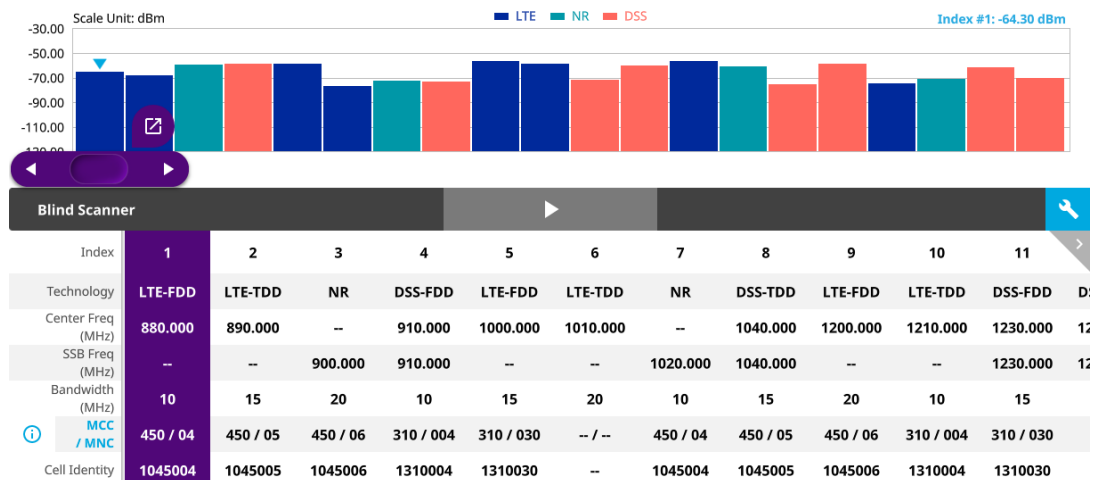 Scale Unit: dBm LTE NR DSS Index #1: -64.30 dBm
-30.00
-50.00
-70.00
-90.00
-110.00
Blind Scanner
Index 1 2 3 4 5 6 7 8 9 10 11
Technology LTE-FDD LTE-TDD NR DSS-FDD LTE-FDD LTE-TDD NR DSS-TDD LTE-FDD LTE-TDD DSS-FDD
Center Freq
(MHz) 880.000 890.000 -- 910.000 1000.000 1010.000 -- 1040.000 1200.000 1210.000 1230.000 12
SSB Freq
(MHz) -- -- 900.000 910.000 -- -- 1020.000 1040.000 -- -- 1230.000 12
Bandwidth
(MHz) 10 15 20 10 15 20 10 15 20 10 15
MCC
/ MNC 450 / 04 450 / 05 450 / 06 310 / 004 310 / 030 -- / -- 450 / 04 450 / 05 450 / 06 310 / 004 310 / 030
Cell Identity 1045004 1045005 1045006 1310004 1310030 -- 1045004 1045005 1045006 1310004 1310030